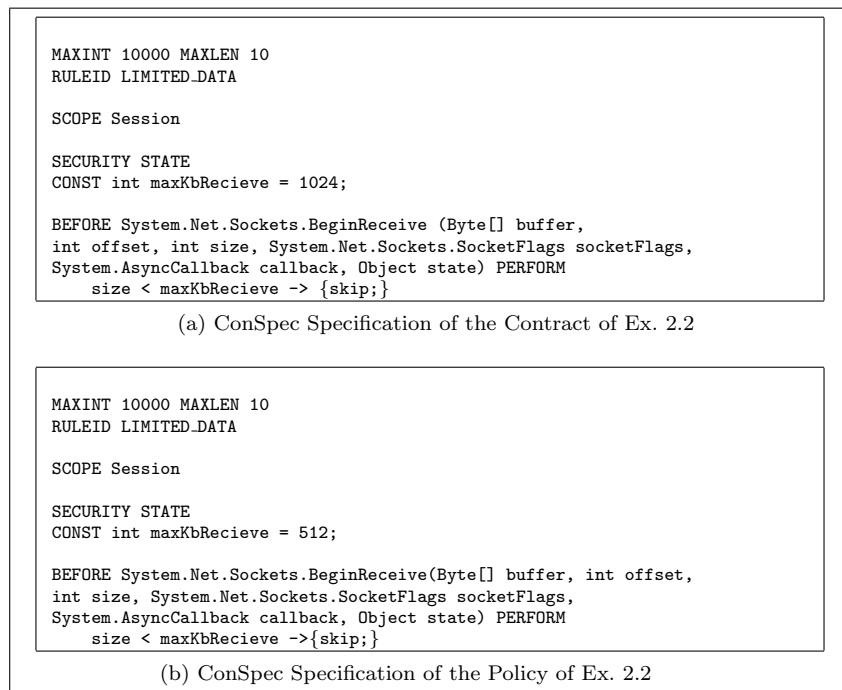 MAXINT 10000 MAXLEN 10
RULEID LIMITED_DATA
SCOPE Session
SECURITY STATE
CONST int maxKbRecieve = 1024;
BEFORE System.Net.Sockets.BeginReceive (Byte[] buffer,
int offset, int size, System.Net.Sockets.SocketFlags socketFlags,
System.AsyncCallback callback, Object state) PERFORM
size < maxKbRecieve -> {skip;}
(a) ConSpec Specification of the Contract of Ex. 2.2
MAXINT 10000 MAXLEN 10
RULEID LIMITED_DATA
SCOPE Session
SECURITY STATE
CONST int maxKbRecieve = 512;
BEFORE System.Net.Sockets.BeginReceive(Byte[] buffer, int offset,
int size, System.Net.Sockets.SocketFlags socketFlags,
System.AsyncCallback callback, Object state) PERFORM
size < maxKbRecieve ->{skip;}
(b) ConSpec Specification of the Policy of Ex. 2.2